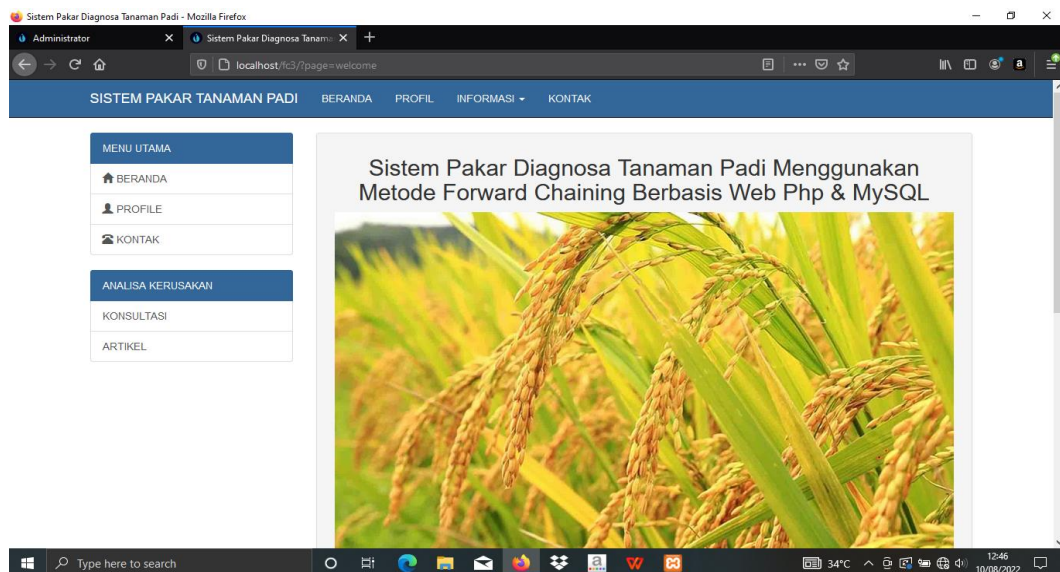 Sistem Pakar Diagnosa Tanaman Padi - Mozilla Firefox
Administrator
Sistem Pakar Diagnosa Tanama
localhost/fc3/?page=welcome
SISTEM PAKAR TANAMAN PADI BERANDA PROFIL INFORMASI KONTAK
MENU UTAMA
BERANDA
PROFILE
KONTAK
ANALISA KERUSAKAN
KONSULTASI
ARTIKEL
Sistem Pakar Diagnosa Tanaman Padi Menggunakan
Metode Forward Chaining Berbasis Web Php & MySQL
Type here to search
34°C
12:46
10/08/2022